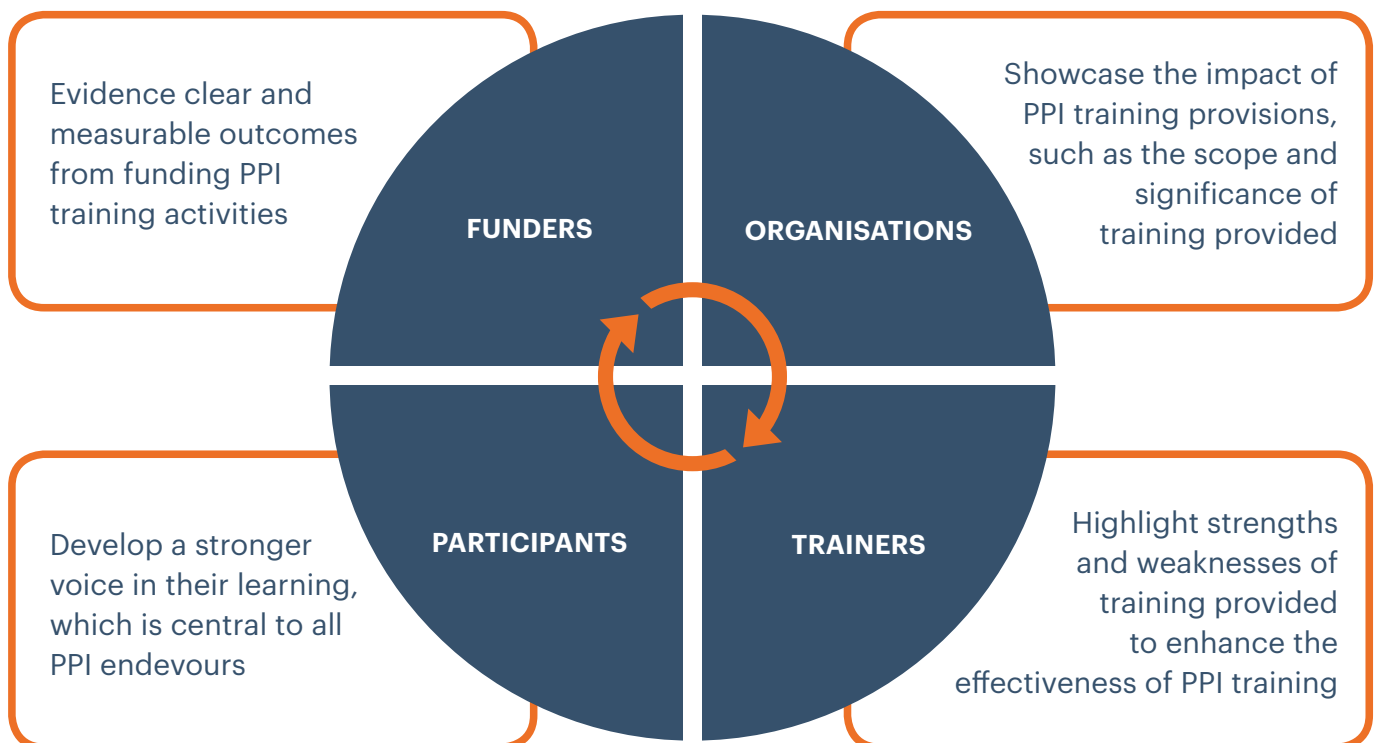 Evidence clear and
measurable outcomes
from funding PPI
training activities
FUNDERS
ORGANISATIONS
Showcase the impact of
PPI training provisions,
such as the scope and
significance of
training provided
Develop a stronger
voice in their learning,
which is central to all
PPI endevours
PARTICIPANTS
TRAINERS
Highlight strengths
and weaknesses of
training provided
to enhance the
effectiveness of PPI training